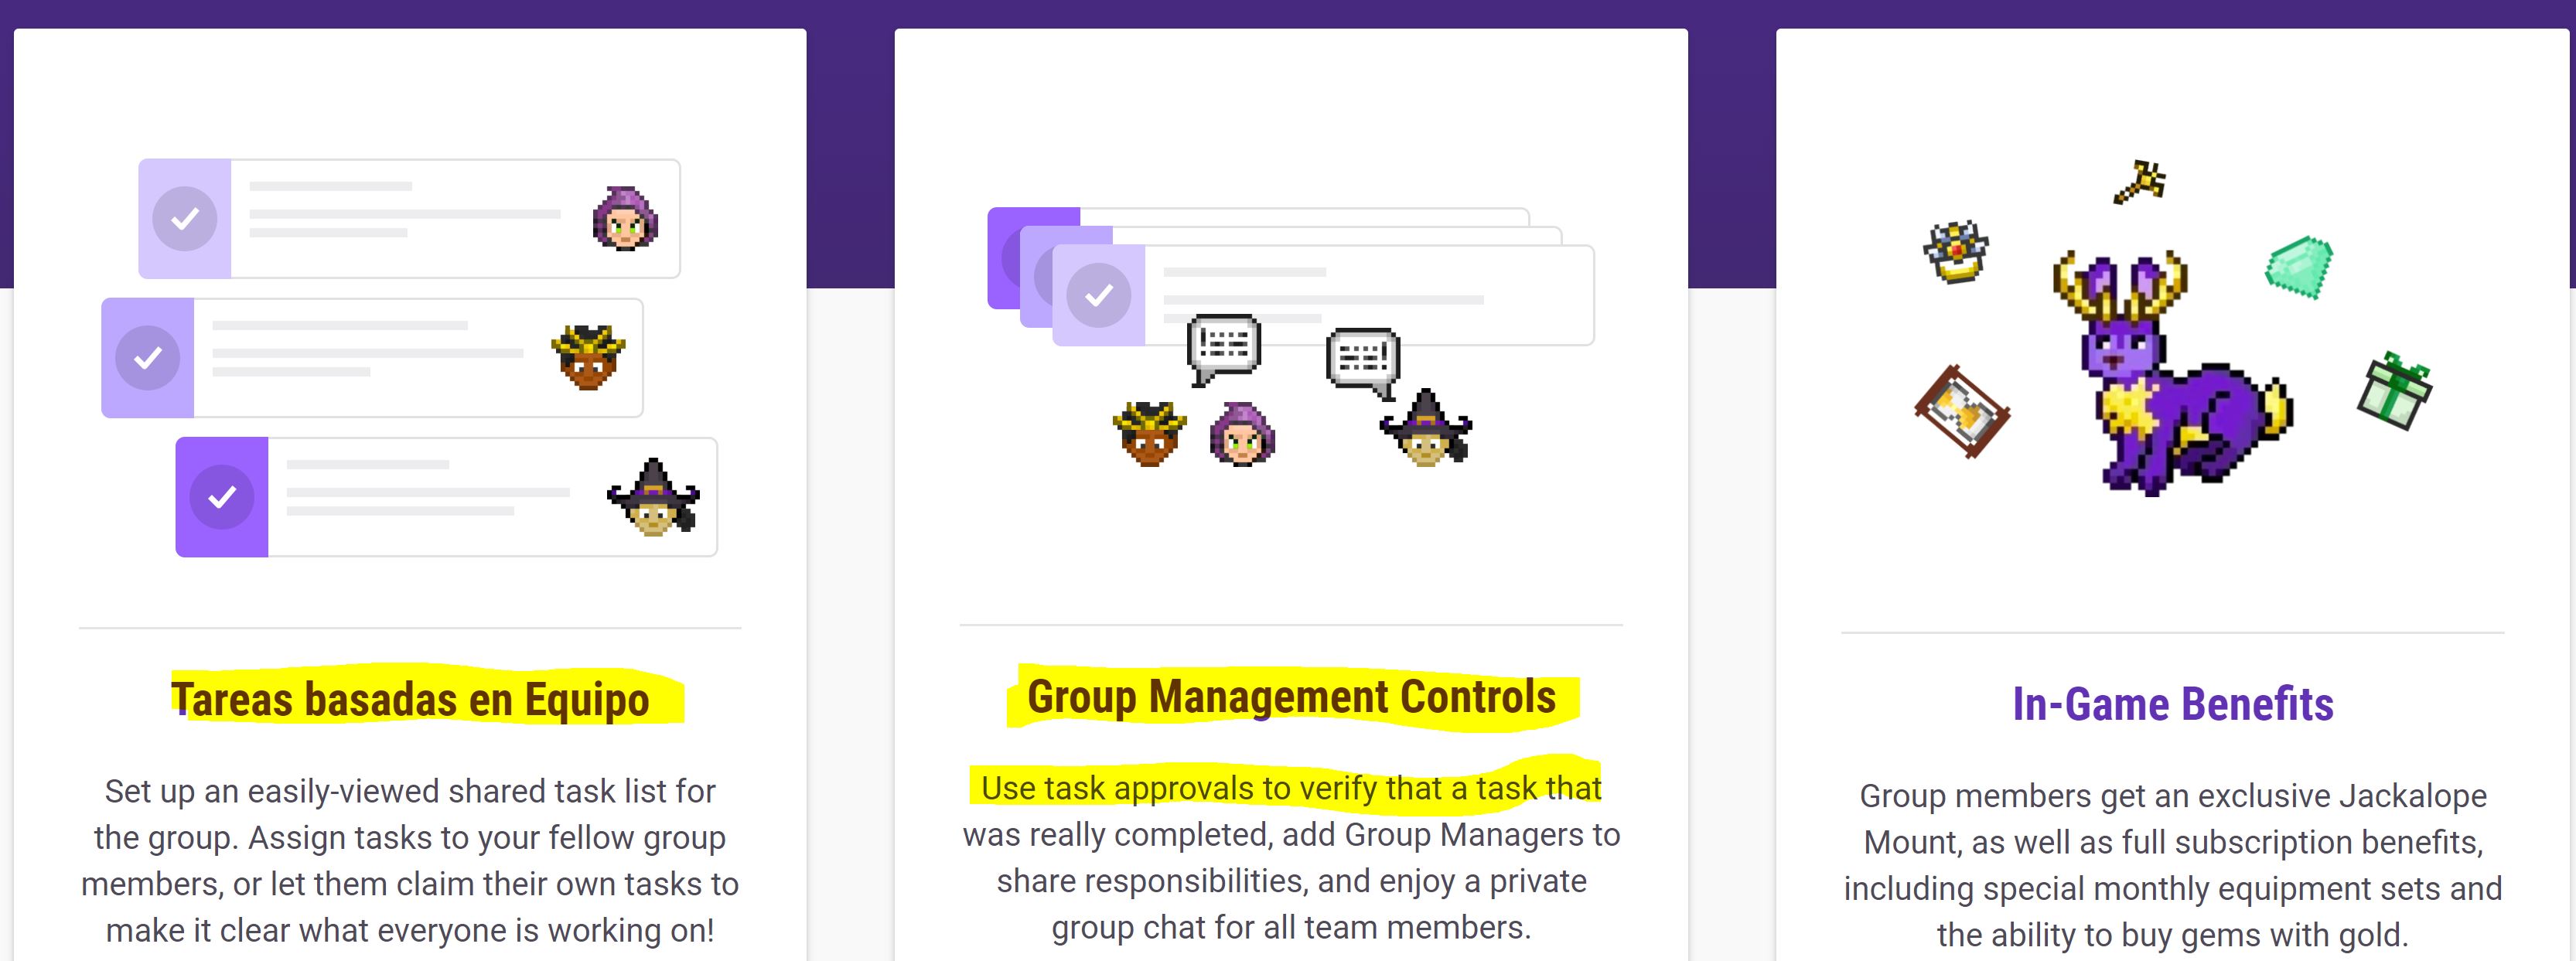 Tareas basadas en Equipo
Set up an easily-viewed shared task list for
the group. Assign tasks to your fellow group
members, or let them claim their own tasks to
make it clear what everyone is working on!
Group Management Controls
Use task approvals to verify that a task that
was really completed, add Group Managers to
share responsibilities, and enjoy a private
group chat for all team members.
In-Game Benefits
Group members get an exclusive Jackalope
Mount, as well as full subscription benefits,
including special monthly equipment sets and
the ability to buy gems with gold.